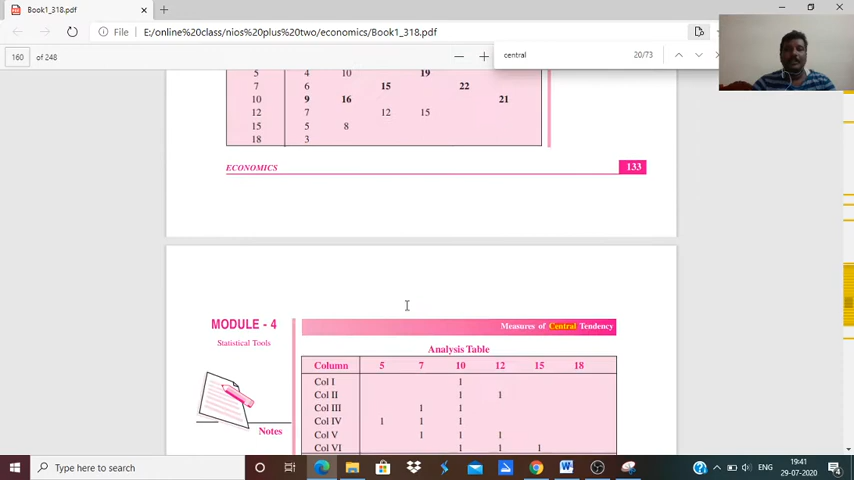 Book1_318.pdf
File E:/online%20class/nios%20plus%20two/economics/Book1_318.pdf
160 of 248
central 20/73
5 4 10 19
7 6 15 22
10 9 16 21
12 7 12 15
15 5 8
18 3
ECONOMICS 133
MODULE - 4
Statistical Tools
Notes
Measures of Central Tendency
Analysis Table
Column 5 7 10 12 15 18
Col I 1
Col II 1 1
Col III 1 1
Col IV 1 1 1
Col V 1 1 1
Col VI 1 1 1
Type here to search
ENG
19:41
29-07-2020
4